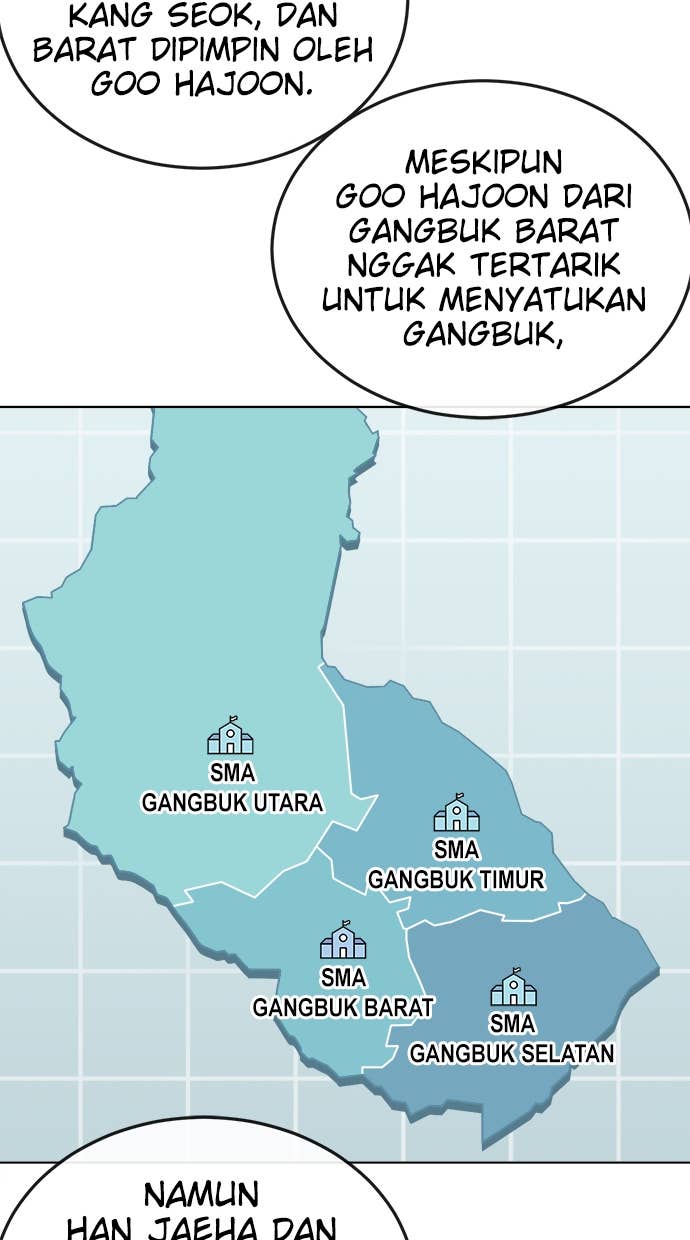 KANG SEOK, DAN
BARAT DIPIMPIN OLEH
GOO HAJOON.
MESKIPUN
GOO HAJOON DARI
GANGBUK BARAT
NGGAK TERTARIK
UNTUK MENYATUKAN
GANGBUK,
SMA
GANGBUK UTARA
SMA
GANGBUK TIMUR
SMA
GANGBUK BARAT
SMA
GANGBUK SELATAN
NAMUN
HAN JAEHA DAN